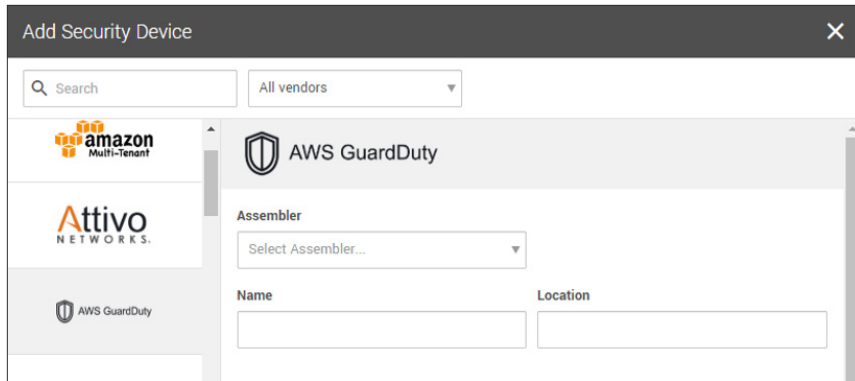 Add Security Device
Search
All vendors
amazon
Multi-Tenant
AWS GuardDuty
Attivo
NETWORKS.
Assembler
Select Assembler...
AWS GuardDuty
Name
Location